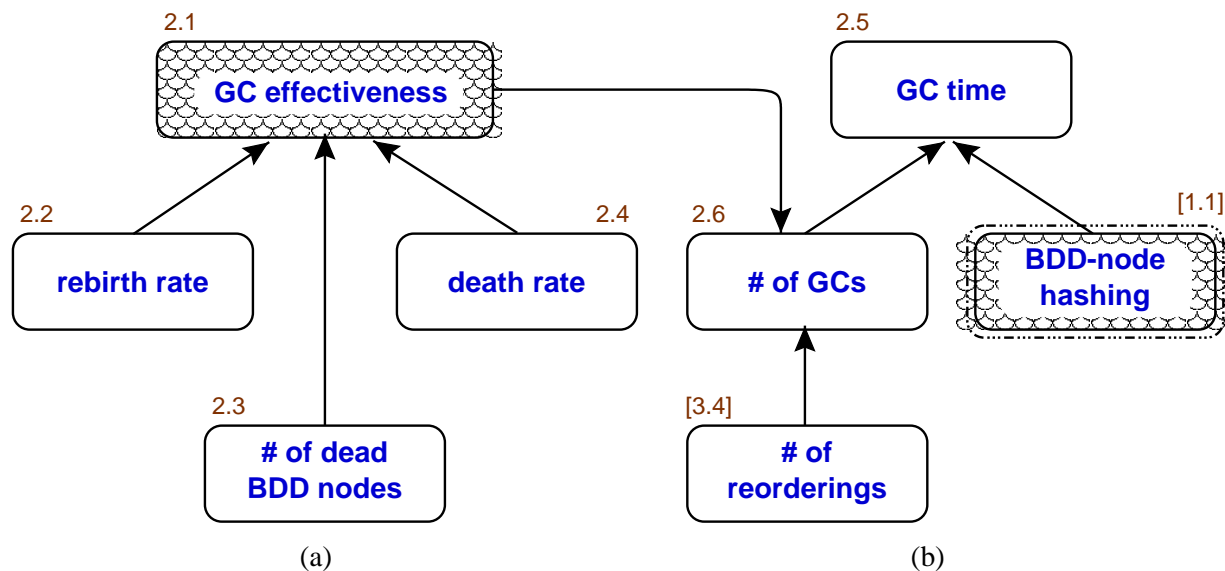 2.1
GC effectiveness
2.5
GC time
2.2
rebirth rate
2.4
death rate
2.6
# of GCs
[1.1]
BDD-node
hashing
2.3
# of dead
BDD nodes
[3.4]
# of
reorderings
(a)
(b)